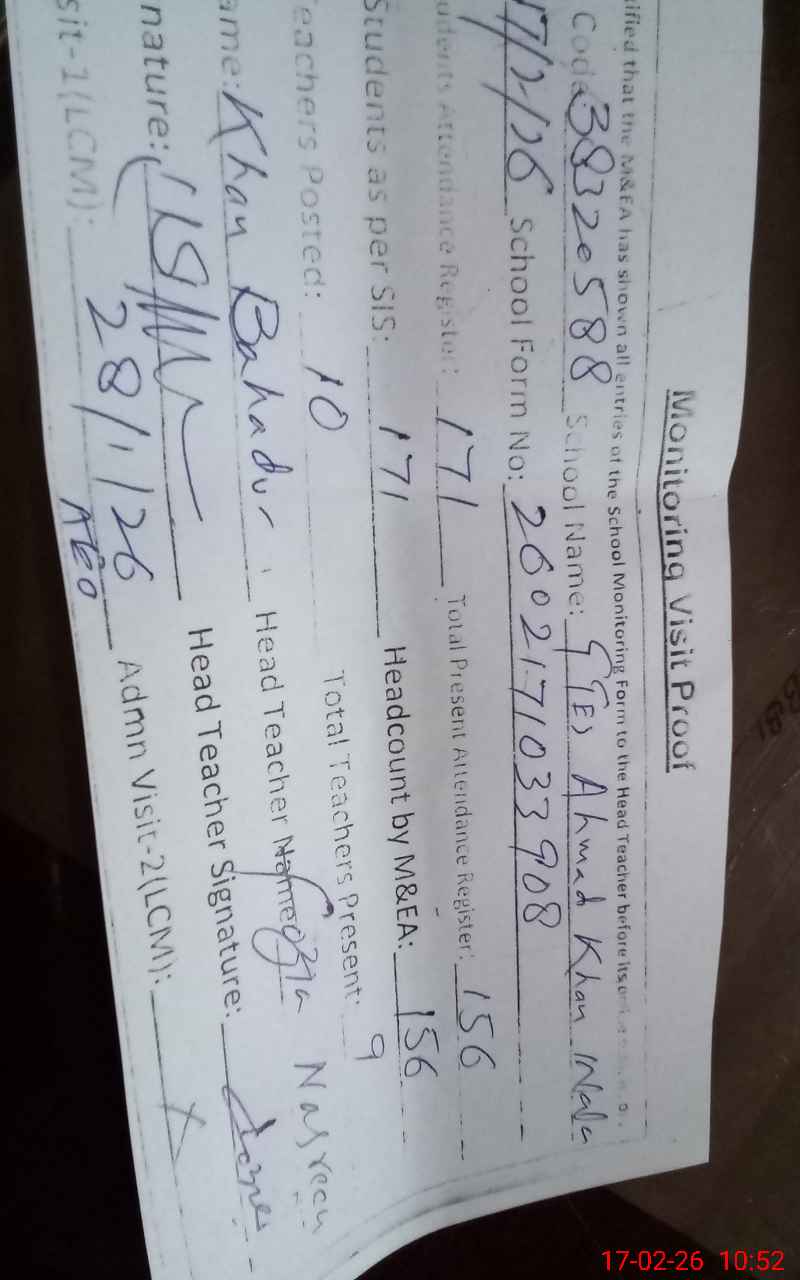 Monitoring Visit Proof
ified that the M&EA has shown all entries of the School Monitoring Form to the Head Teacher before its
Code 38320588 School Name: GGES Ahmad Khan Wala
17/2/26 School Form No: 2602171033908
udents Attendance Register: 171 Total Present Attendance Register: 156
Students as per SIS: 171 Headcount by M&EA: 156
eachers Posted: 10 Total Teachers Present: 9
ame: Khan Bahadur Head Teacher Name: Nasreen
nature: Head Teacher Signature:
sit-1(LCM): 28/1/26 Admn Visit-2(LCM): X
AEO
17-02-26 10:52